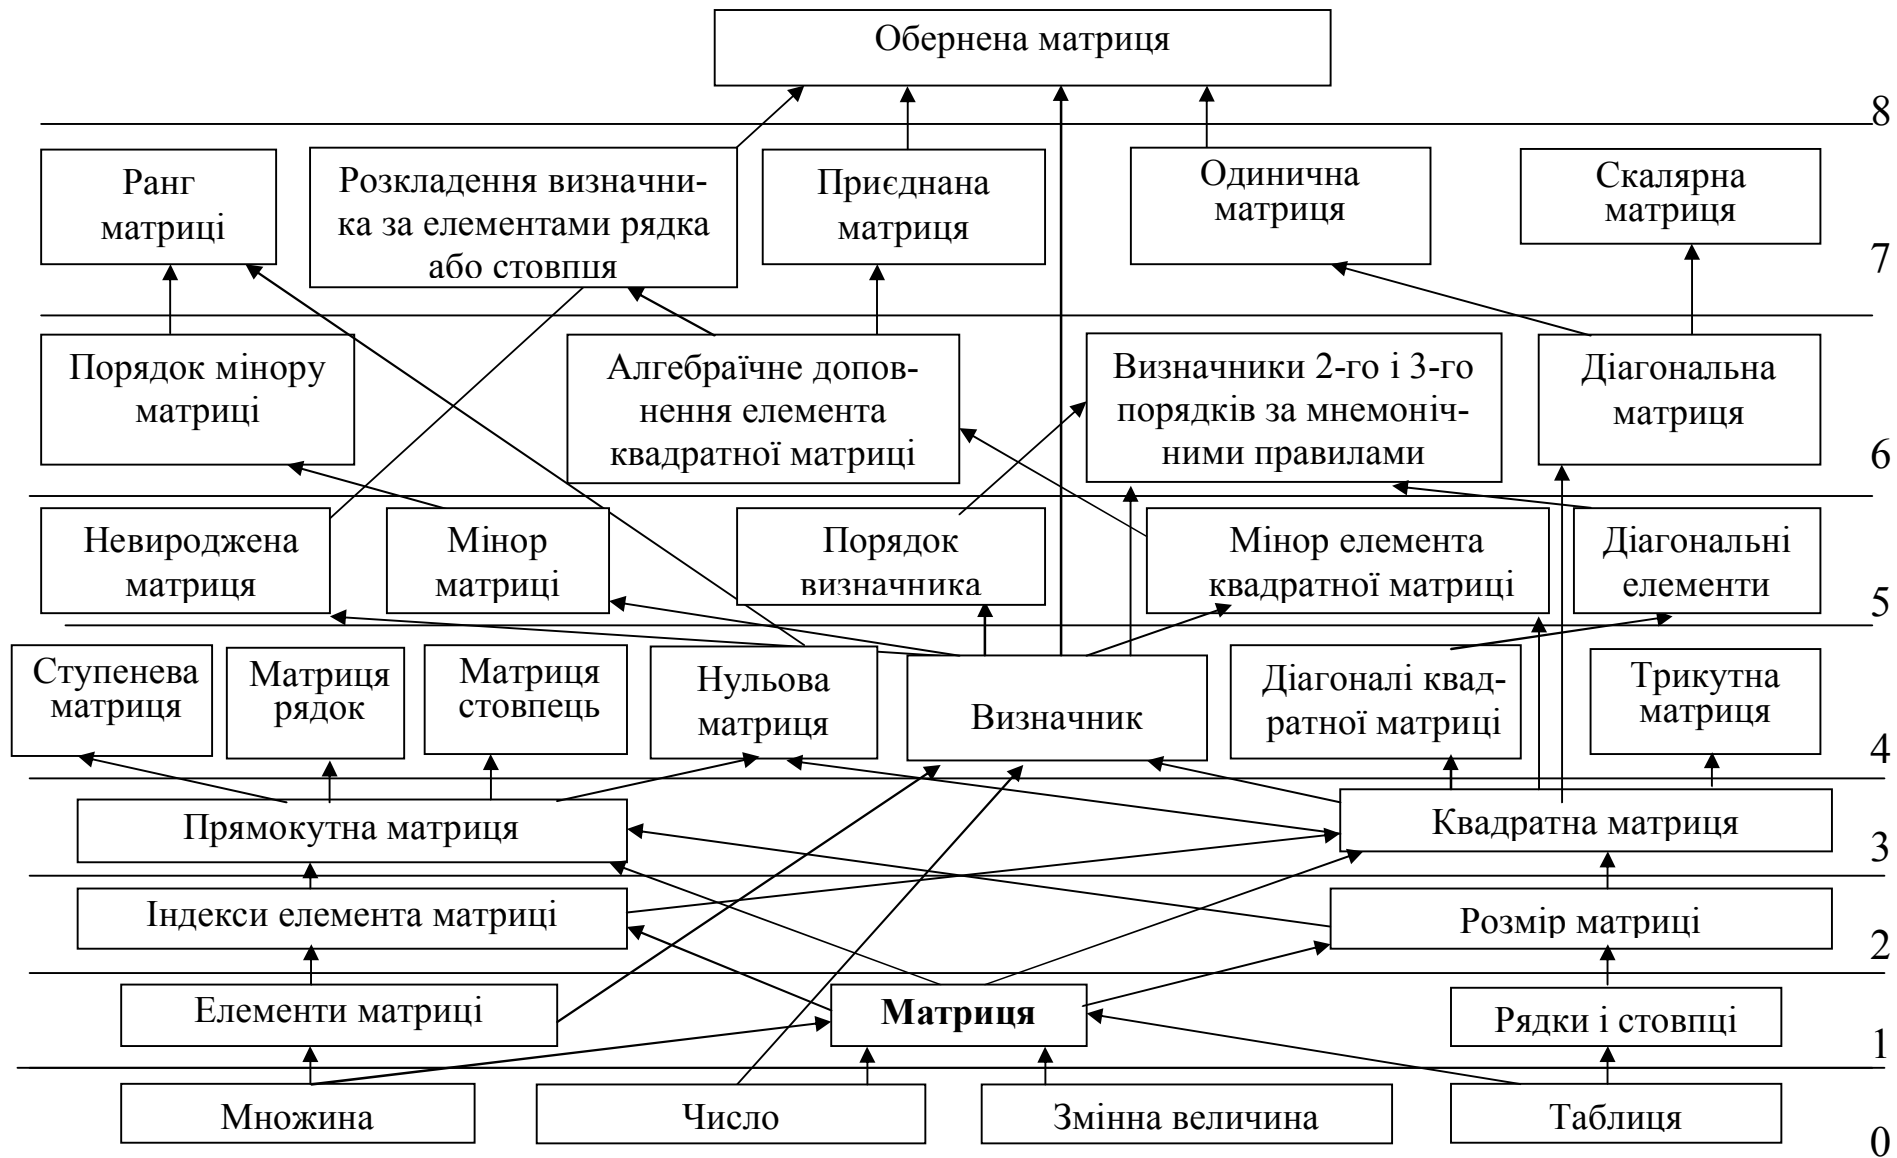 Обернена матриця
8
Ранг
матриці
Розкладення визначни-
ка за елементами рядка
або стовпця
Приєднана
матриця
Одинична
матриця
Скалярна
матриця
7
Порядок мінору
матриці
Алгебраїчне допов-
нення елемента
квадратної матриці
Визначники 2-го і 3-го
порядків за мнемоніч-
ними правилами
Діагональна
матриця
6
Невироджена
матриця
Мінор
матриці
Порядок
визначника
Мінор елемента
квадратної матриці
Діагональні
елементи
5
Ступенева
матриця
Матриця
рядок
Матриця
стовпець
Нульова
матриця
Визначник
Діагоналі квад-
ратної матриці
Трикутна
матриця
4
Прямокутна матриця
Квадратна матриця
3
Індекси елемента матриці
Розмір матриці
2
Елементи матриці
Матриця
Рядки і стовпці
1
Множина
Число
Змінна величина
Таблиця
0